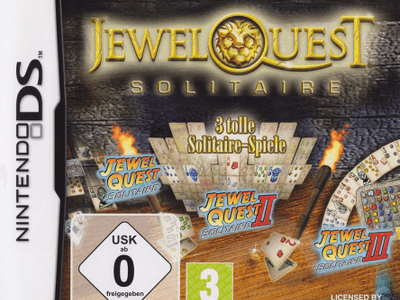 NINTENDO DS™
JEWEL QUEST
SOLITAIRE
3 tolle
Solitaire-Spiele
JEWEL
QUEST
SOLITAIRE
JEWEL
QUEST II
SOLITAIRE
JEWEL
QUEST III
SOLITAIRE
USK
ab
0
freigegeben
3
LICENSED BY